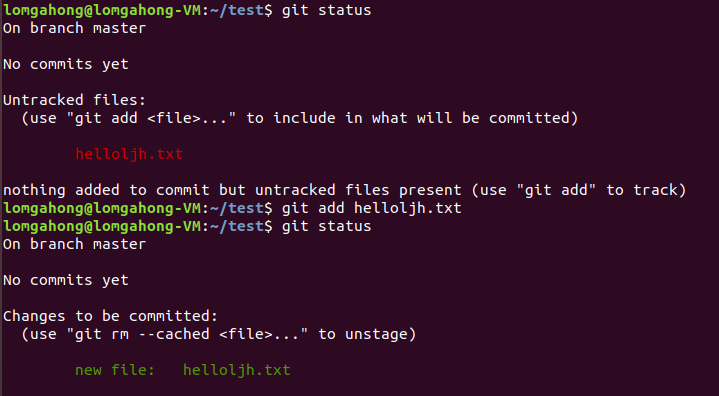 lomgahong@lomgahong-VM:~/test$ git status
On branch master
No commits yet
Untracked files:
(use "git add <file>..." to include in what will be committed)
helloljh.txt
nothing added to commit but untracked files present (use "git add" to track)
lomgahong@lomgahong-VM:~/test$ git add helloljh.txt
lomgahong@lomgahong-VM:~/test$ git status
On branch master
No commits yet
Changes to be committed:
(use "git rm --cached <file>..." to unstage)
new file:   helloljh.txt